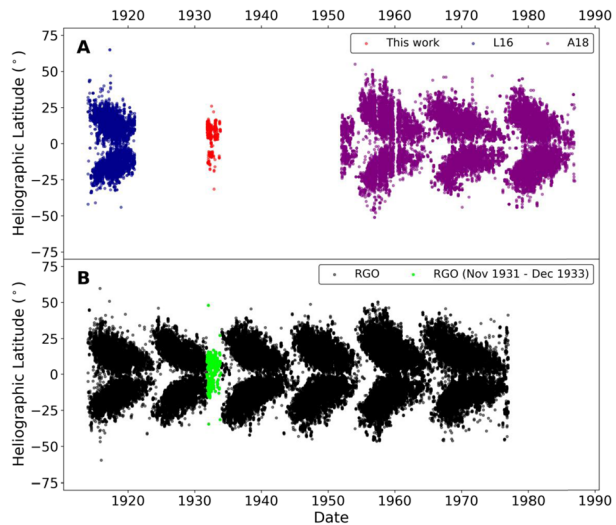 1920 1930 1940 1950 1960 1970 1980 1990
A
This work L16 A18
Heliographic Latitude (°)
75
50
25
0
−25
−50
−75
B
RGO RGO (Nov 1931 - Dec 1933)
Heliographic Latitude (°)
75
50
25
0
−25
−50
−75
1920 1930 1940 1950 1960 1970 1980 1990
Date